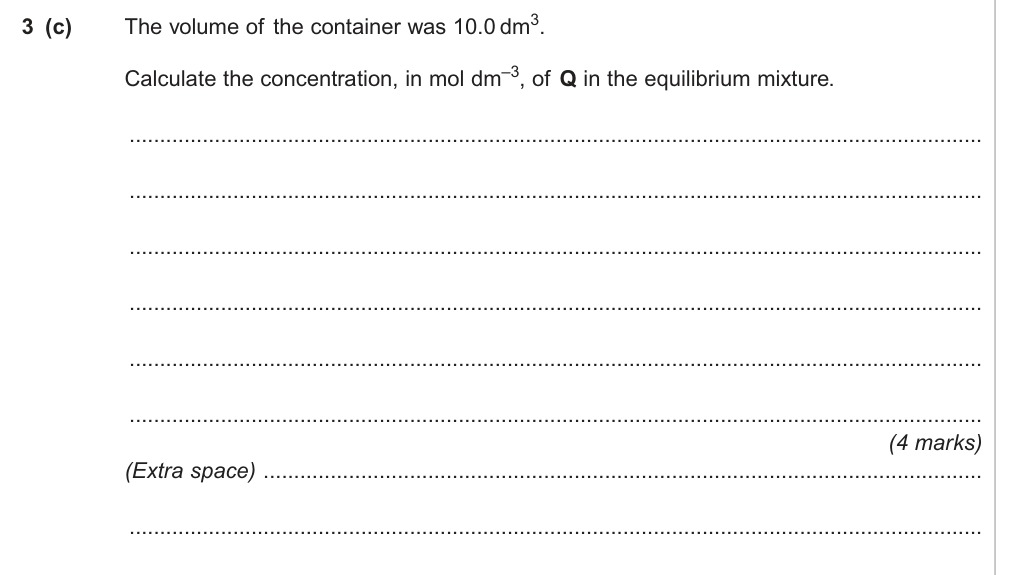 3 (c) The volume of the container was 10.0 dm³.
Calculate the concentration, in mol dm⁻³, of Q in the equilibrium mixture.
(4 marks)
(Extra space)